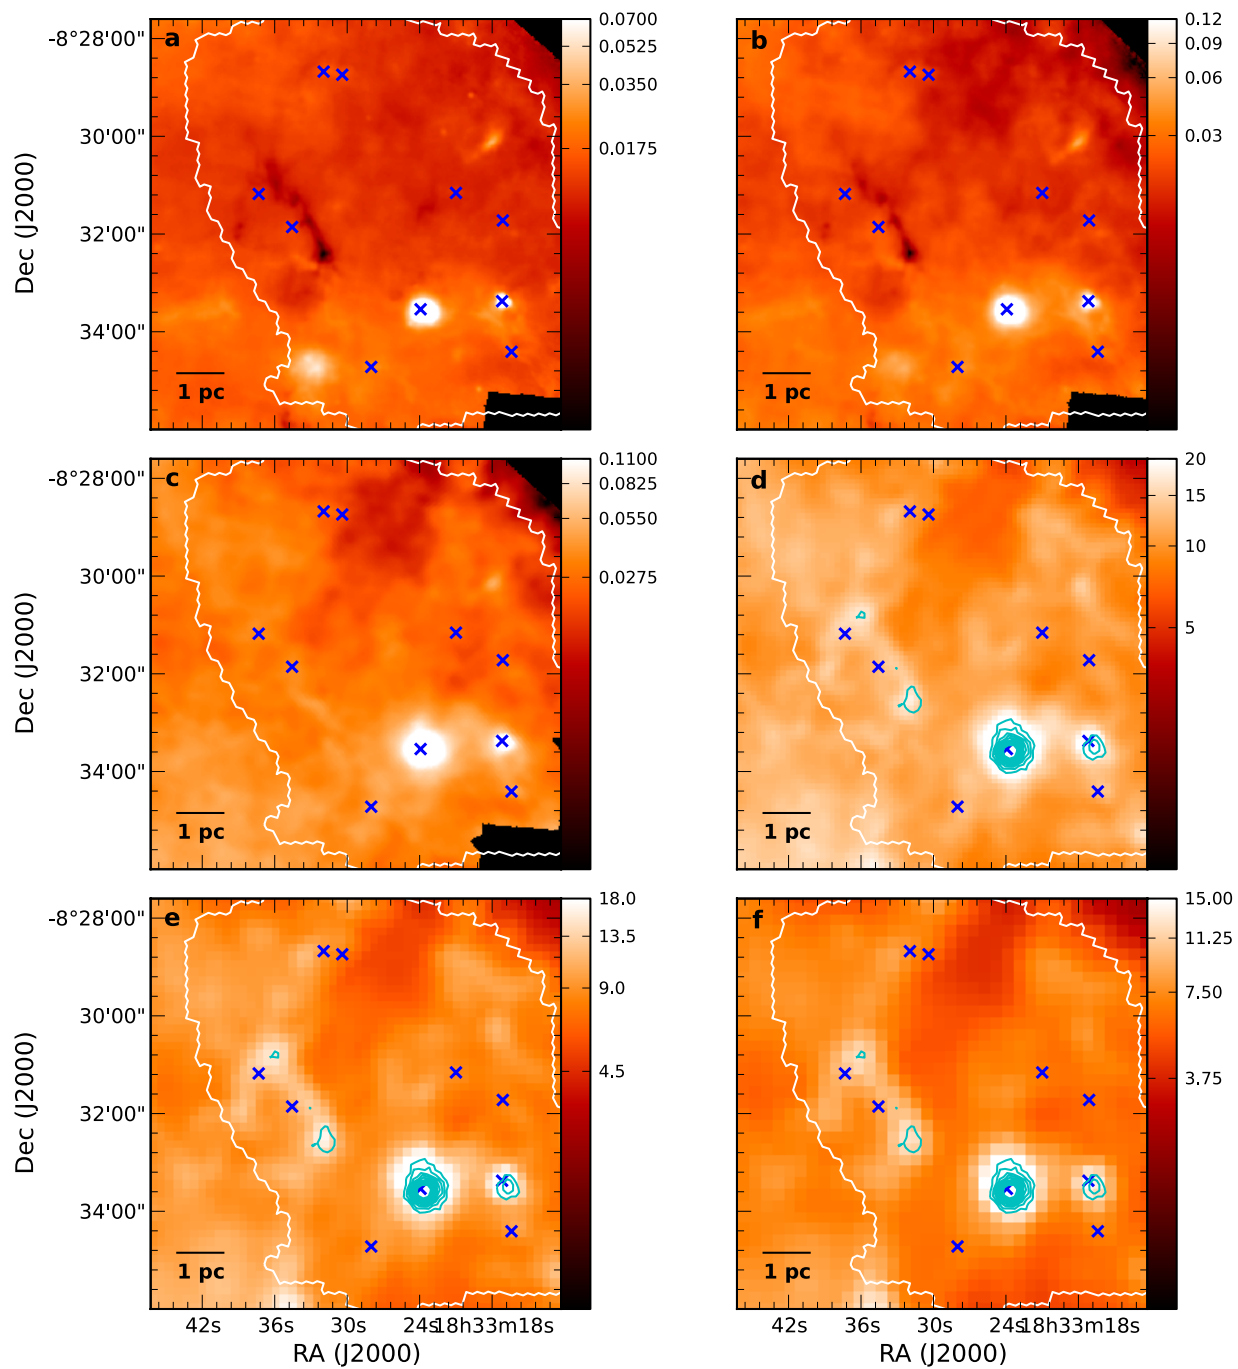 a
-8°28'00"
30'00"
32'00"
34'00"
Dec (J2000)
1 pc
0.0700
0.0525
0.0350
0.0175
b
1 pc
0.12
0.09
0.06
0.03
c
-8°28'00"
30'00"
32'00"
34'00"
Dec (J2000)
1 pc
0.1100
0.0825
0.0550
0.0275
d
1 pc
20
15
10
5
e
-8°28'00"
30'00"
32'00"
34'00"
Dec (J2000)
1 pc
18.0
13.5
9.0
4.5
42s 36s 30s 24s 18h33m18s
RA (J2000)
f
1 pc
15.00
11.25
7.50
3.75
42s 36s 30s 24s 18h33m18s
RA (J2000)